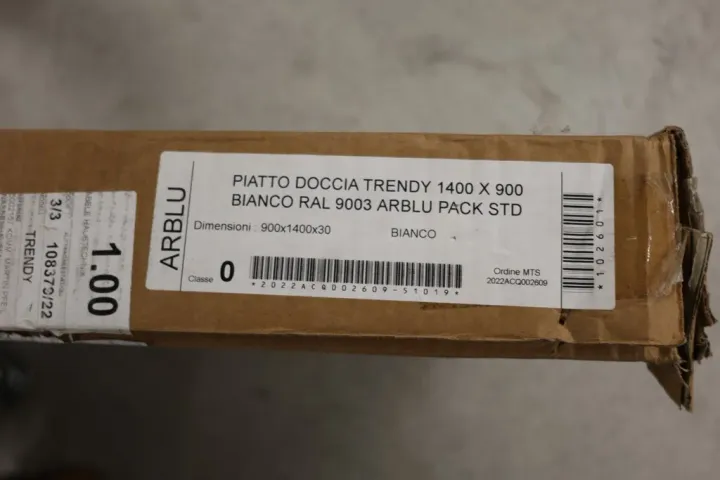 ARBLU
PIATTO DOCCIA TRENDY 1400 X 900
BIANCO RAL 9003 ARBLU PACK STD
Dimensioni : 900x1400x30 BIANCO
Classe 0
*2022ACQ002609-51019*
Ordine MTS
2022ACQ002609
*102601*
1.00
3/3 108373/22
TRENDY